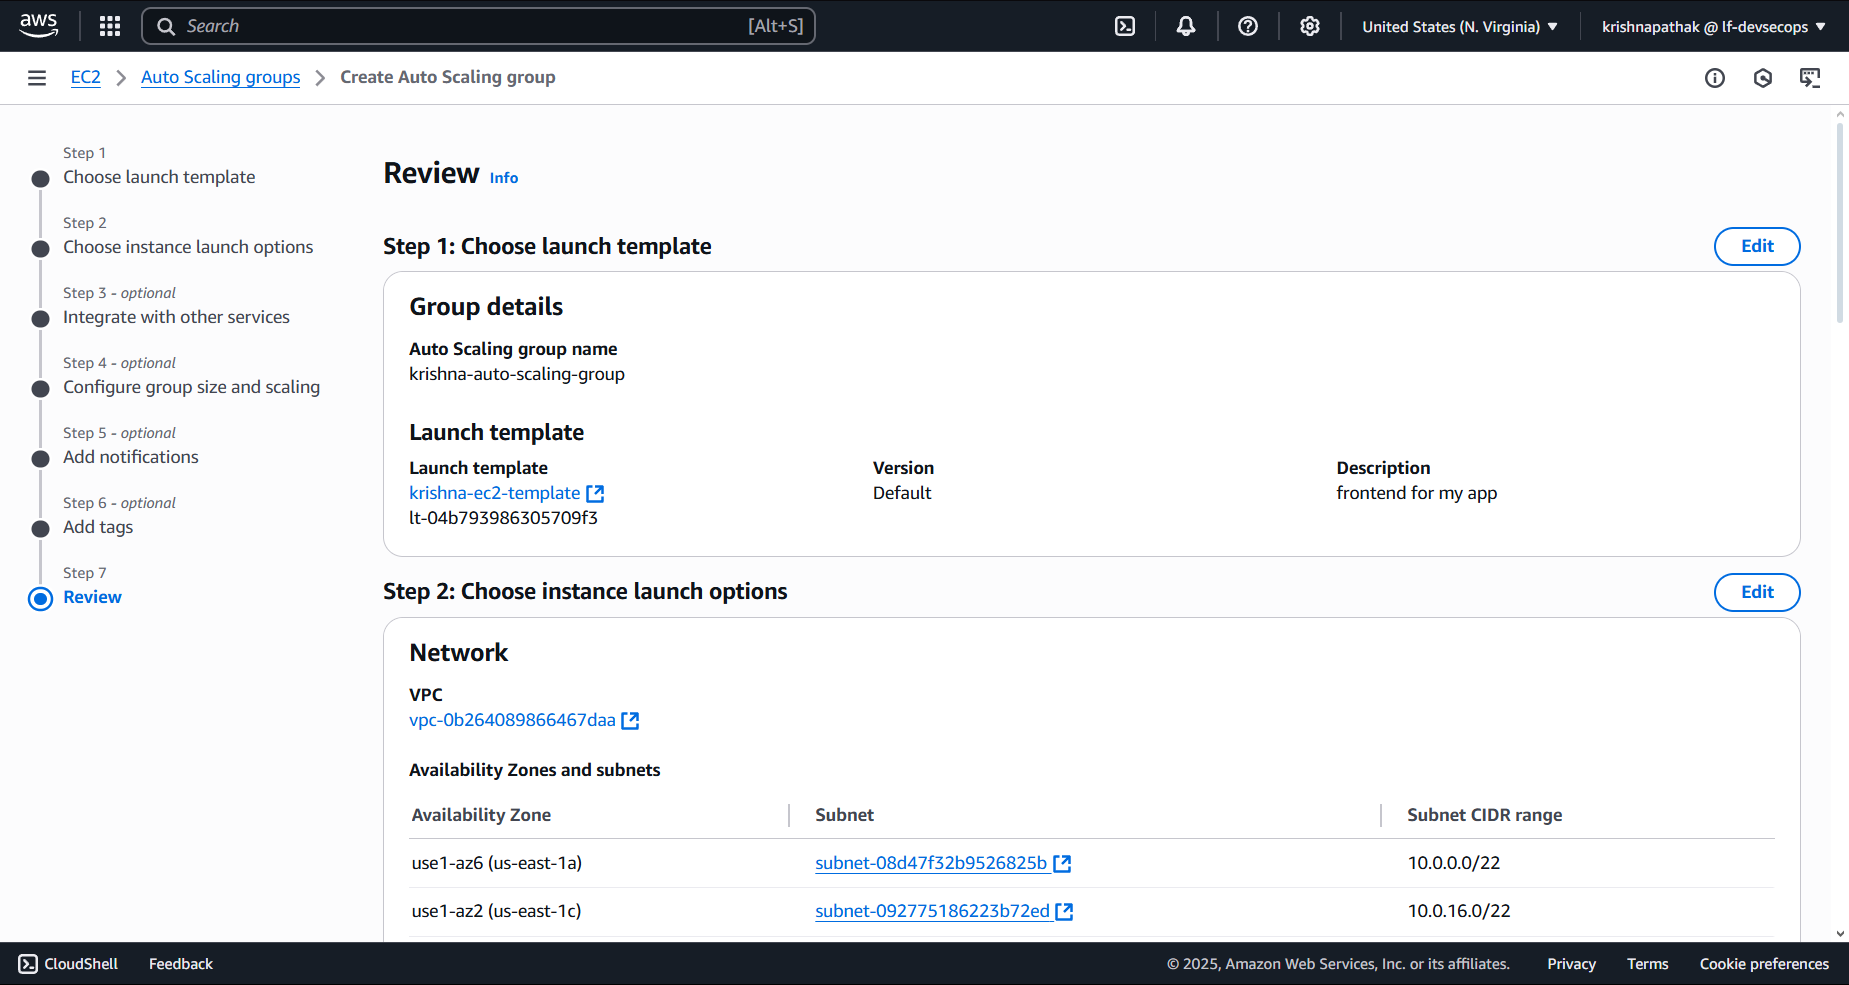 aws
Search [Alt+S]
United States (N. Virginia)
krishnapathak @ lf-devsecops
EC2 > Auto Scaling groups > Create Auto Scaling group
Step 1
Choose launch template
Step 2
Choose instance launch options
Step 3 - optional
Integrate with other services
Step 4 - optional
Configure group size and scaling
Step 5 - optional
Add notifications
Step 6 - optional
Add tags
Step 7
Review
Review Info
Step 1: Choose launch template
Edit
Group details
Auto Scaling group name
krishna-auto-scaling-group
Launch template
Launch template Version Description
krishna-ec2-template Default frontend for my app
lt-04b793986305709f3
Step 2: Choose instance launch options
Edit
Network
VPC
vpc-0b264089866467daa
Availability Zones and subnets
Availability Zone Subnet Subnet CIDR range
use1-az6 (us-east-1a) subnet-08d47f32b9526825b 10.0.0.0/22
use1-az2 (us-east-1c) subnet-092775186223b72ed 10.0.16.0/22
CloudShell Feedback © 2025, Amazon Web Services, Inc. or its affiliates. Privacy Terms Cookie preferences